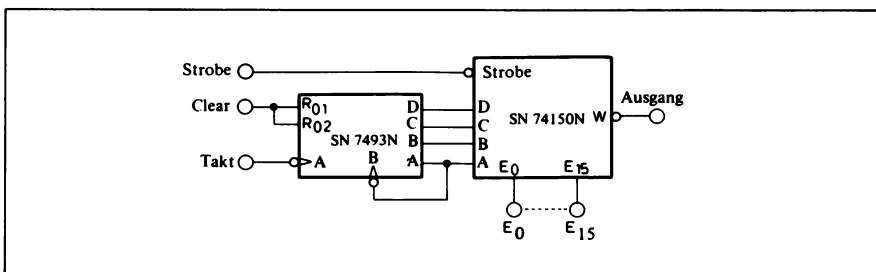 Strobe
Strobe
Clear
R01
R02
SN 7493N
Takt
A
B
D
C
B
A
D
C
B
A
SN 74150N
W
Ausgang
E0
E15
E0
E15